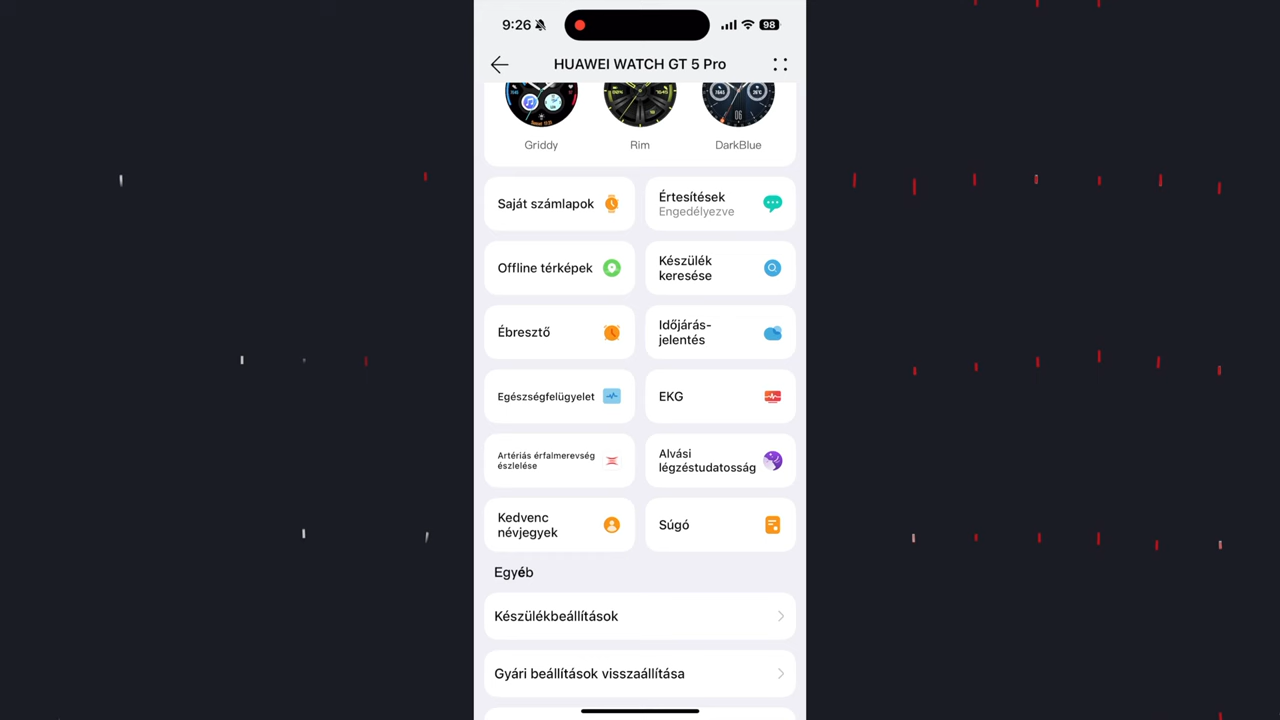 9:26
98
HUAWEI WATCH GT 5 Pro
Griddy
Rim
DarkBlue
Saját számlapok
Értesítések
Engedélyezve
Offline térképek
Készülék
keresése
Ébresztő
Időjárás-
jelentés
Egészségfelügyelet
EKG
Artériás érfalmerevség
észlelése
Alvási
légzéstudatosság
Kedvenc
névjegyek
Súgó
Egyéb
Készülékbeállítások
Gyári beállítások visszaállítása